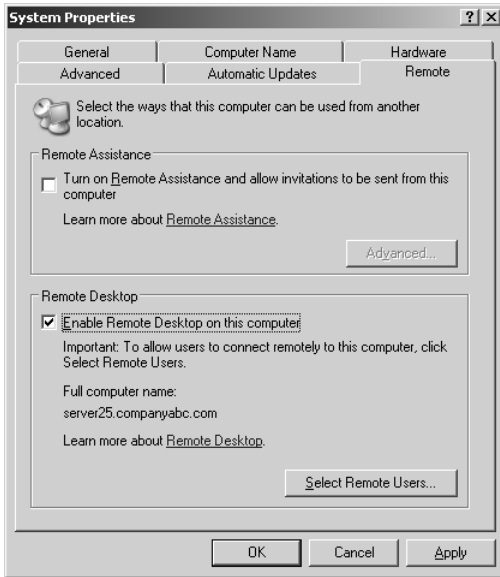 System Properties
General Computer Name Hardware
Advanced Automatic Updates Remote
Select the ways that this computer can be used from another
location.
Remote Assistance
Turn on Remote Assistance and allow invitations to be sent from this
computer
Learn more about Remote Assistance.
Advanced...
Remote Desktop
Enable Remote Desktop on this computer
Important: To allow users to connect remotely to this computer, click
Select Remote Users.
Full computer name:
server25.companyabc.com
Learn more about Remote Desktop.
Select Remote Users...
OK Cancel Apply